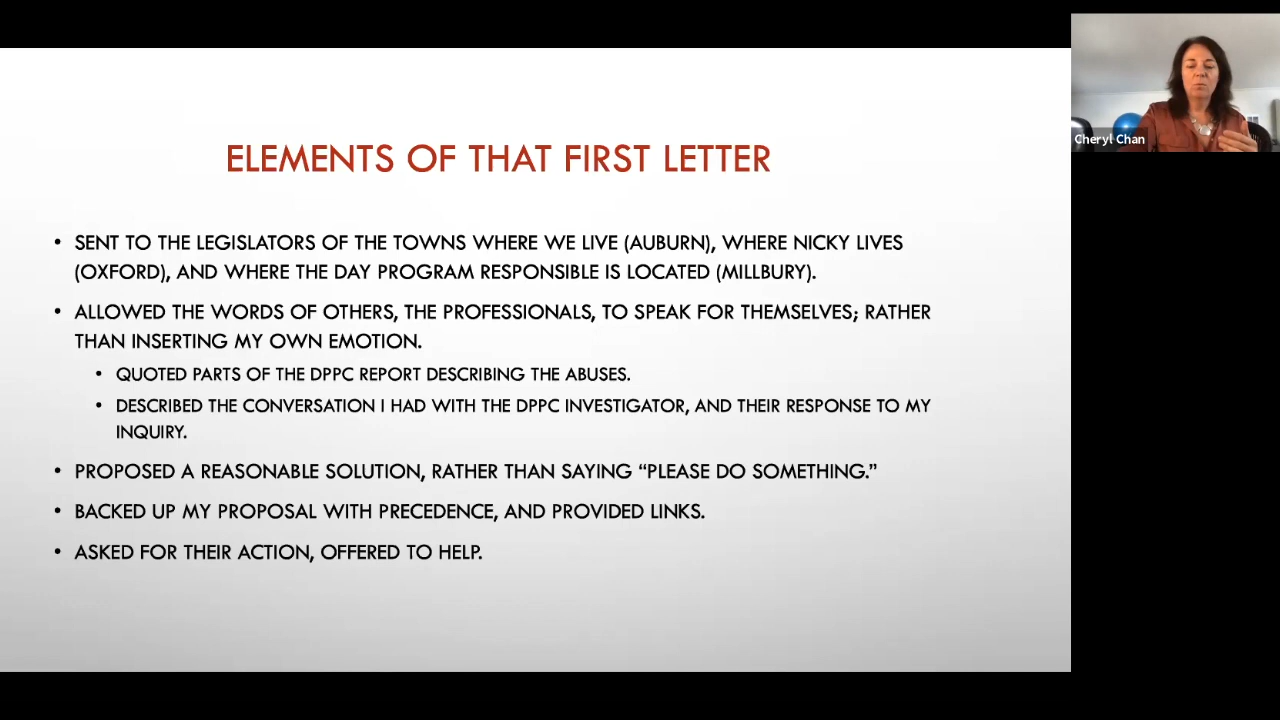 ELEMENTS OF THAT FIRST LETTER
• SENT TO THE LEGISLATORS OF THE TOWNS WHERE WE LIVE (AUBURN), WHERE NICKY LIVES
(OXFORD), AND WHERE THE DAY PROGRAM RESPONSIBLE IS LOCATED (MILLBURY).
• ALLOWED THE WORDS OF OTHERS, THE PROFESSIONALS, TO SPEAK FOR THEMSELVES; RATHER
THAN INSERTING MY OWN EMOTION.
• QUOTED PARTS OF THE DPPC REPORT DESCRIBING THE ABUSES.
• DESCRIBED THE CONVERSATION I HAD WITH THE DPPC INVESTIGATOR, AND THEIR RESPONSE TO MY
INQUIRY.
• PROPOSED A REASONABLE SOLUTION, RATHER THAN SAYING “PLEASE DO SOMETHING.”
• BACKED UP MY PROPOSAL WITH PRECEDENCE, AND PROVIDED LINKS.
• ASKED FOR THEIR ACTION, OFFERED TO HELP.
Cheryl Chan